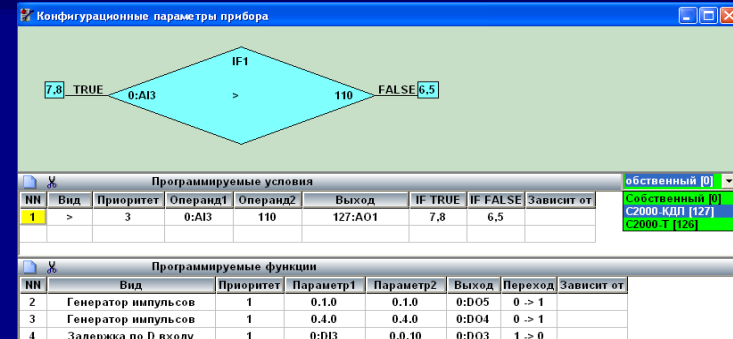 Конфигурационные параметры прибора
IF1
7,8 TRUE 0:AI3 > 110 FALSE 6,5
Программируемые условия
обственный [0]
NN Вид Приоритет Операнд1 Операнд2 Выход IF TRUE IF FALSE Зависит от
Собственный [0]
1 > 3 0:AI3 110 127:AO1 7,8 6,5
С2000-КДЛ [127]
С2000-Т [126]
Программируемые функции
NN Вид Приоритет Параметр1 Параметр2 Выход Переход Зависит от
2 Генератор импульсов 1 0.1.0 0.1.0 0:DO5 0 -> 1
3 Генератор импульсов 1 0.4.0 0.4.0 0:DO4 0 -> 1
4 Задержка по D входу 1 0:DI3 0.0.10 0:DO3 1 -> 0